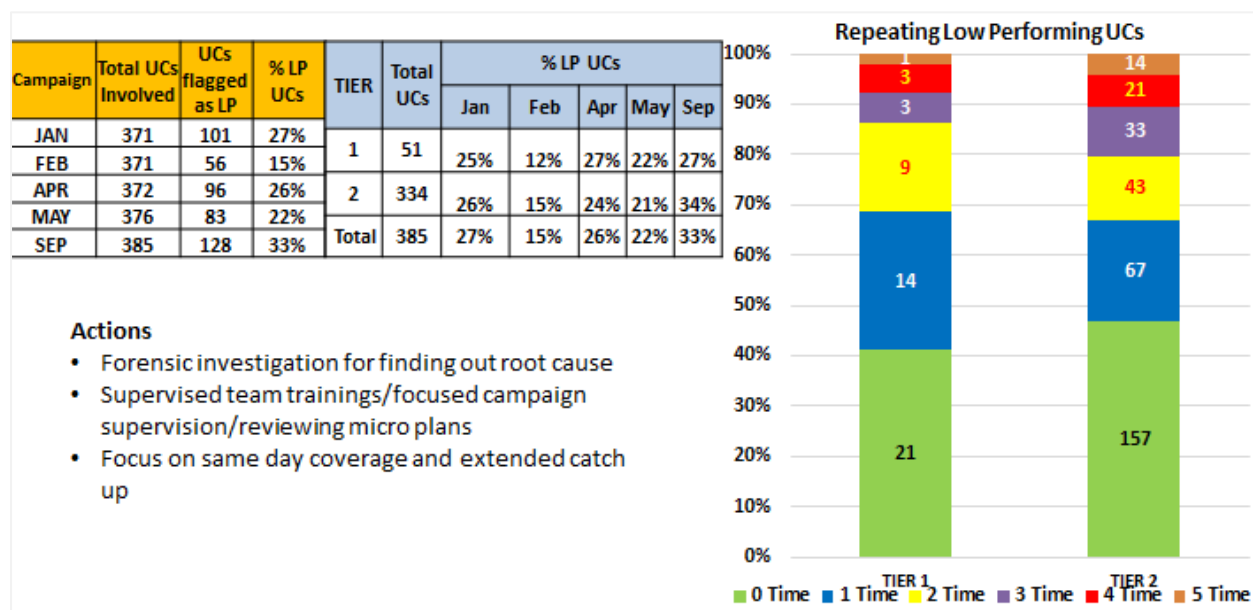 Campaign Total UCs Involved UCs flagged as LP % LP UCs
JAN 371 101 27%
FEB 371 56 15%
APR 372 96 26%
MAY 376 83 22%
SEP 385 128 33%
TIER Total UCs % LP UCs
Jan Feb Apr May Sep
1 51 25% 12% 27% 22% 27%
2 334 26% 15% 24% 21% 34%
Total 385 27% 15% 26% 22% 33%
Actions
• Forensic investigation for finding out root cause
• Supervised team trainings/focused campaign
supervision/reviewing micro plans
• Focus on same day coverage and extended catch
up
Repeating Low Performing UCs
100%
90%
80%
70%
60%
50%
40%
30%
20%
10%
0%
1
3
3
9
14
21
14
21
33
43
67
157
TIER 1 TIER 2
0 Time 1 Time 2 Time 3 Time 4 Time 5 Time